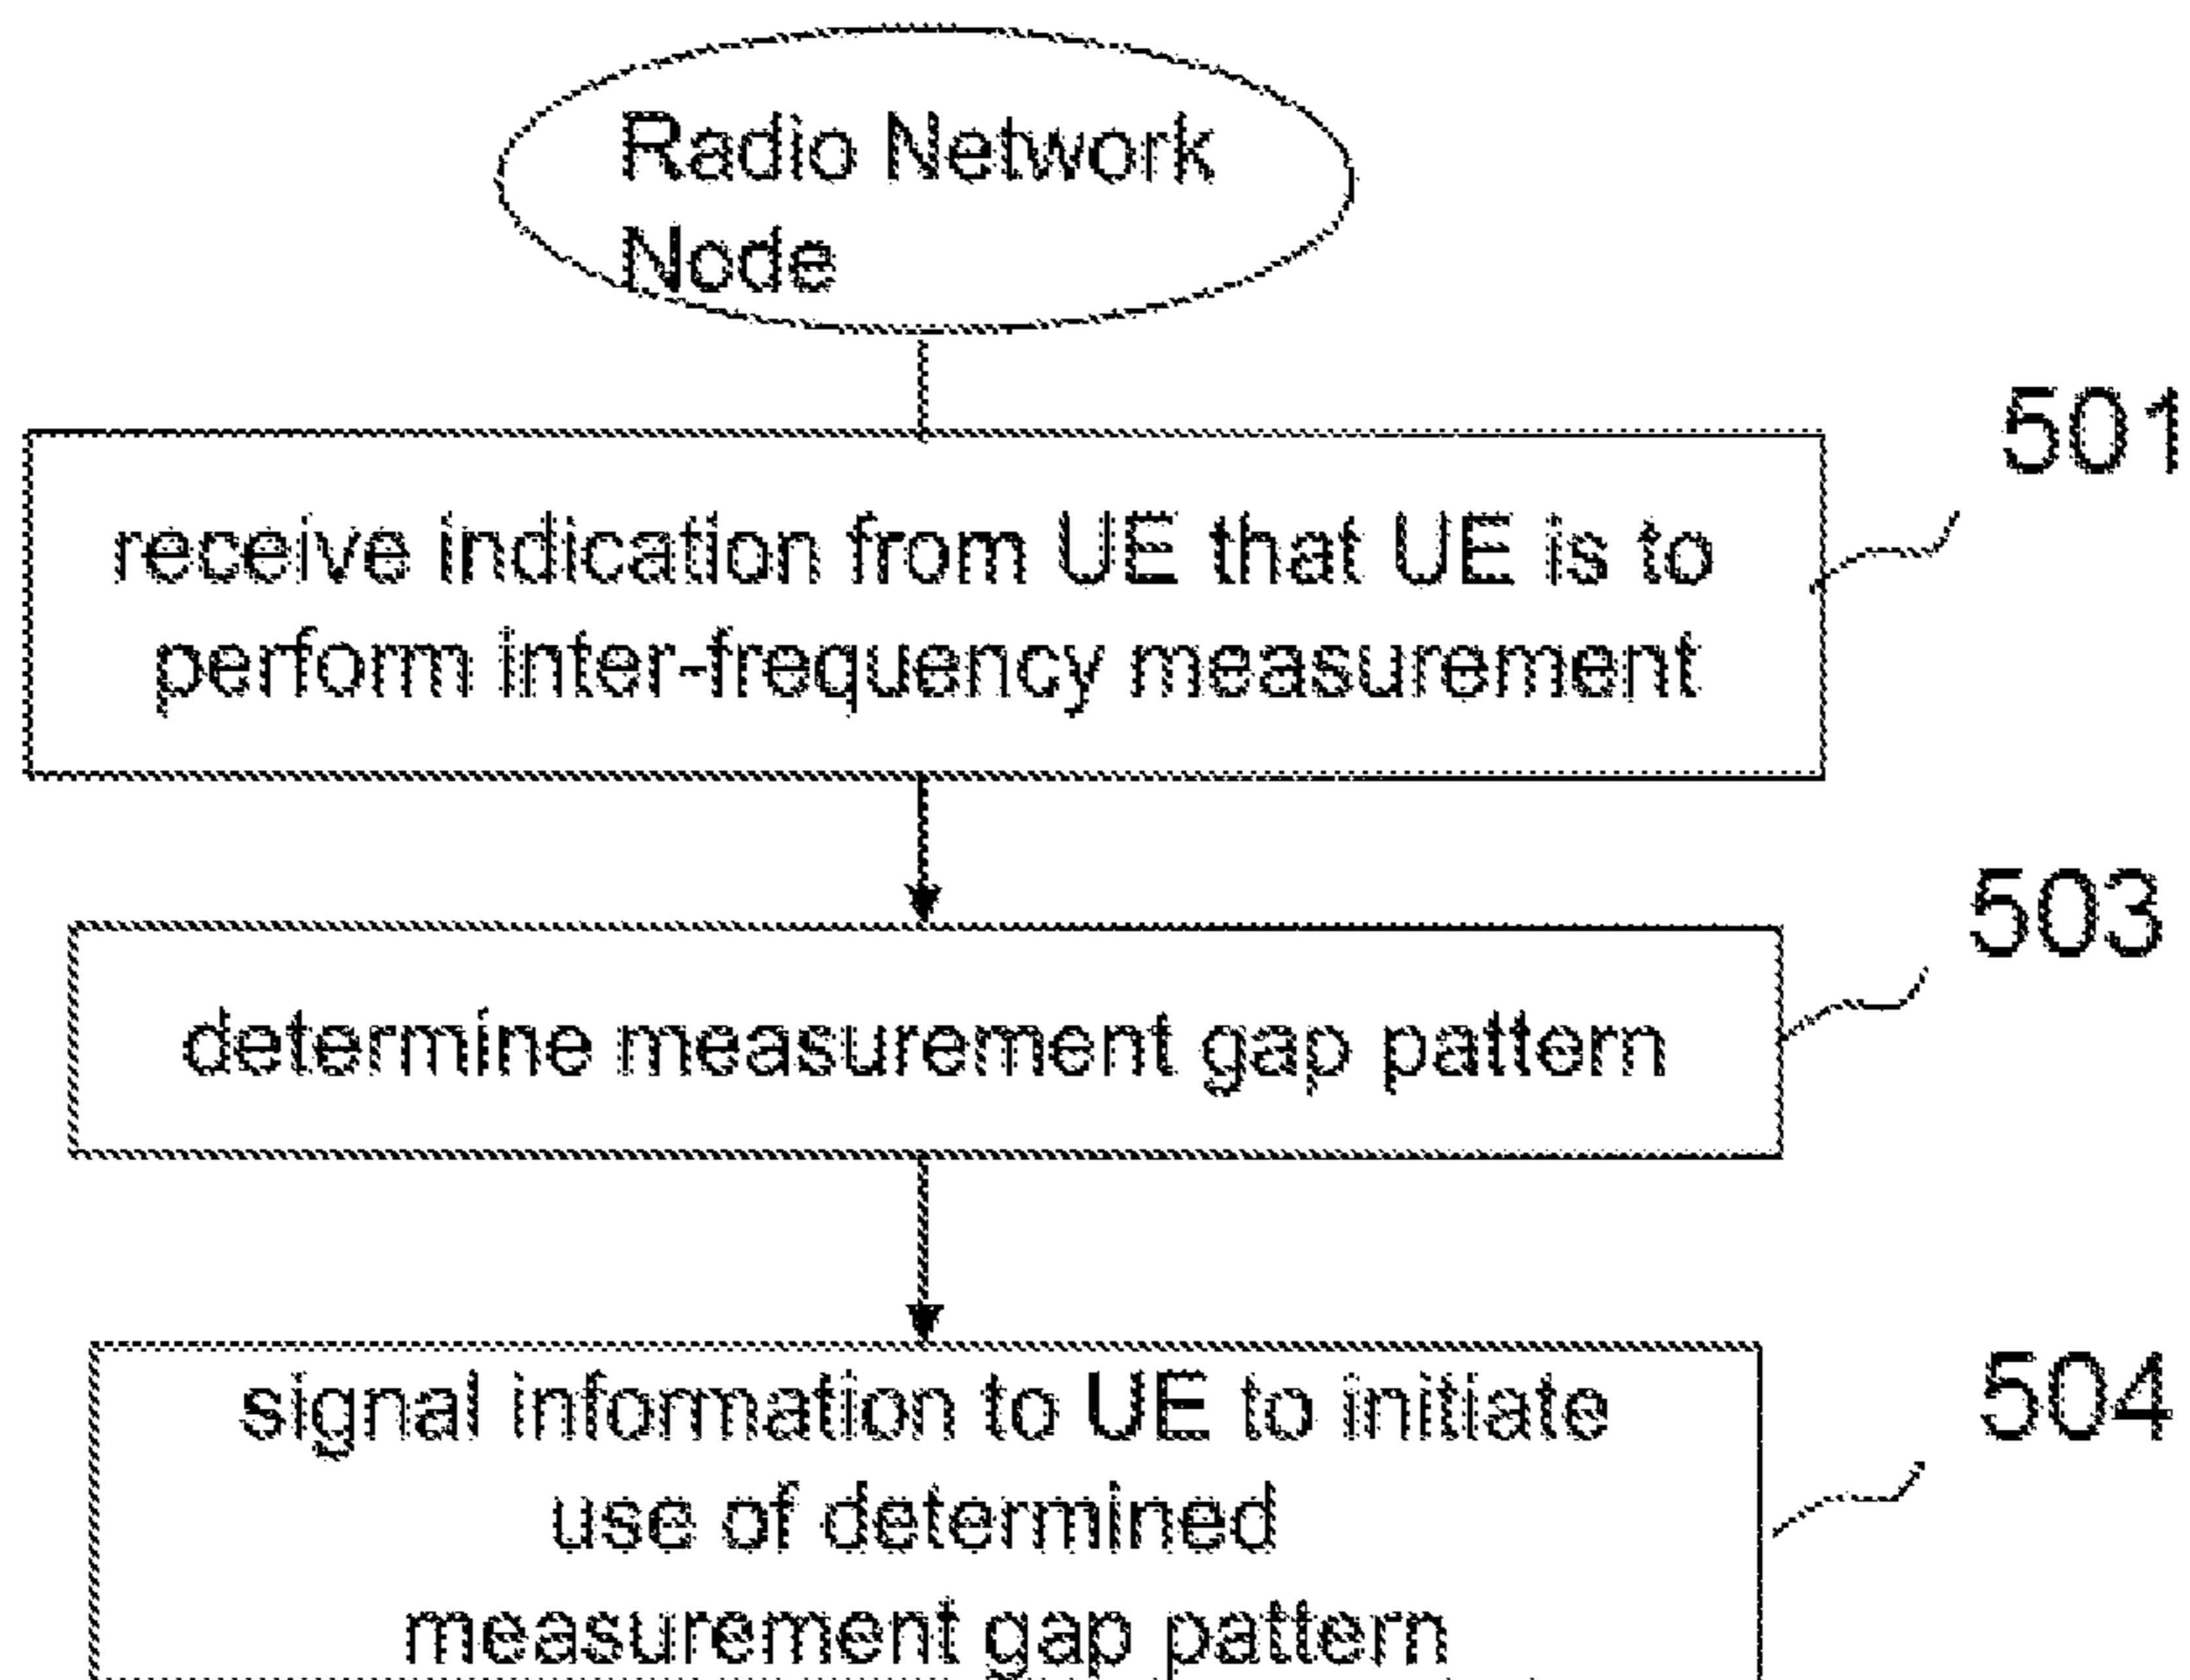 Radio Network
Node
501
receive indication from UE that UE is to
perform inter-frequency measurement
503
determine measurement gap pattern
504
signal information to UE to initiate
use of determined
measurement gap pattern